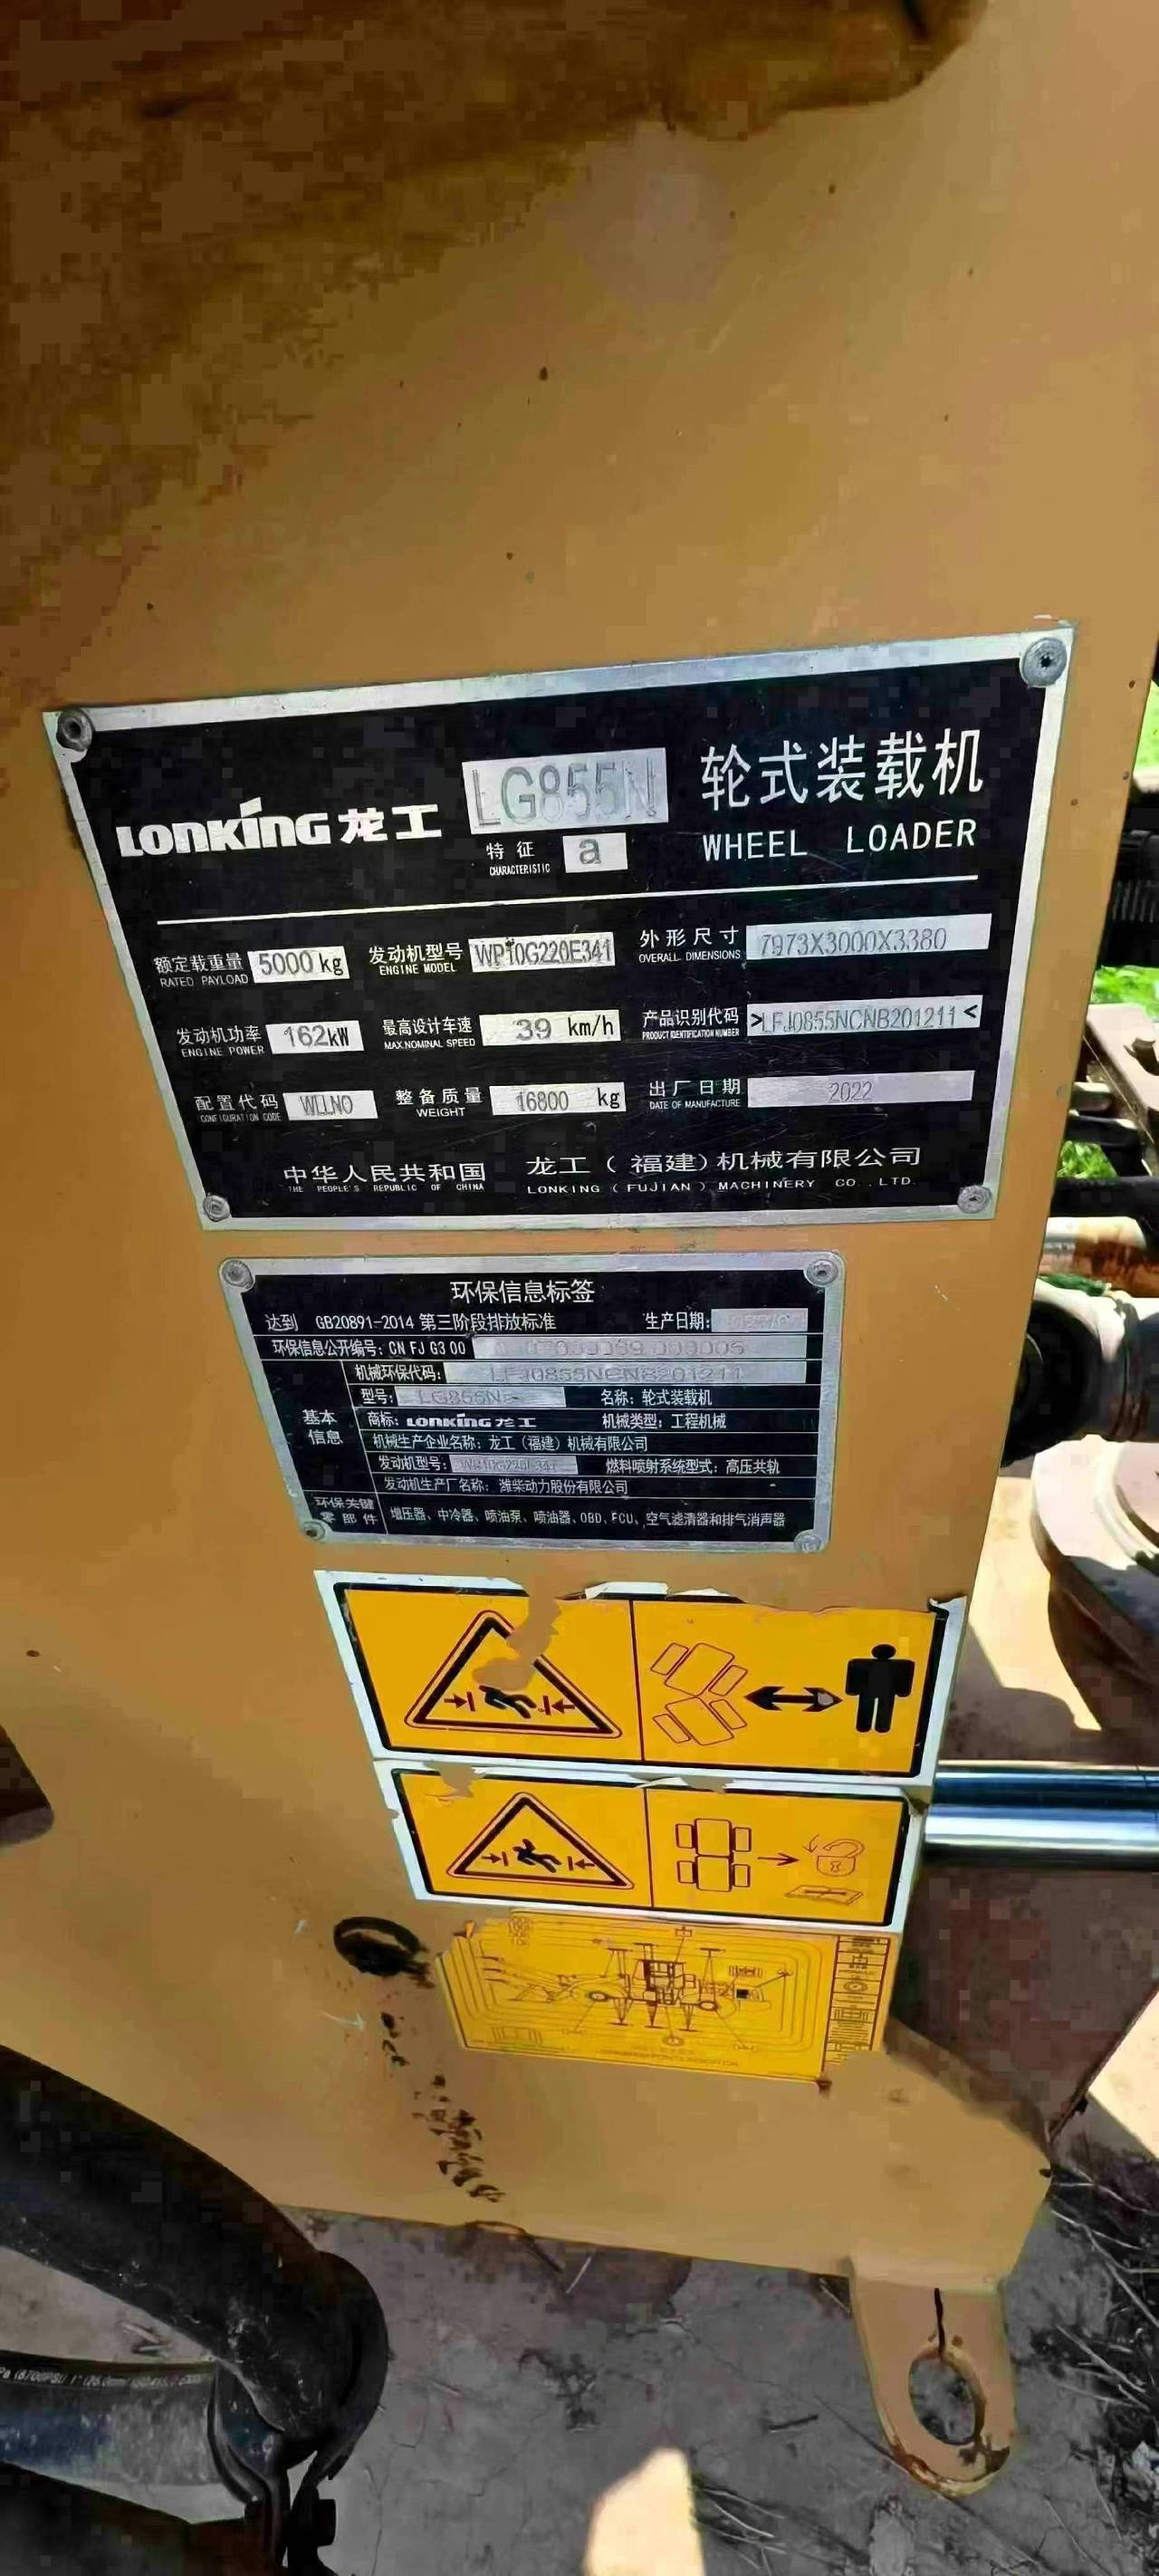 LONKING 龙工 LG855N 轮式装载机
特征 a WHEEL LOADER
CHARACTERISTIC
额定载重量 5000 kg 发动机型号 WP10G220E341 外形尺寸 7973X3000X3380
RATED PAYLOAD ENGINE MODEL OVERALL DIMENSIONS
发动机功率 162kW 最高设计车速 39 km/h 产品识别代码 >LFJ0855NCNB201211<
ENGINE POWER MAX.NOMINAL SPEED PRODUCT IDENTIFICATION NUMBER
配置代码 整备质量 16800 kg 出厂日期 2022
CONFIGURATION CODE WEIGHT DATE OF MANUFACTURE
中华人民共和国 龙工（福建）机械有限公司
THE PEOPLE'S REPUBLIC OF CHINA LONKING (FUJIAN) MACHINERY CO.,LTD.
环保信息标签
达到 GB20891-2014 第三阶段排放标准 生产日期:
环保信息公开编号: CN FJ G3 00
机械环保代码: LFJ0855NCNB201211
型号: LG855N 名称: 轮式装载机
基本信息
商标: LONKING 龙工 机械类型: 工程机械
机械生产企业名称: 龙工（福建）机械有限公司
发动机型号: WP10G220E341 燃料喷射系统型式: 高压共轨
发动机生产厂名称: 潍柴动力股份有限公司
环保关键零部件 增压器、中冷器、喷油泵、喷油器、OBD、ECU、空气滤清器和排气消声器